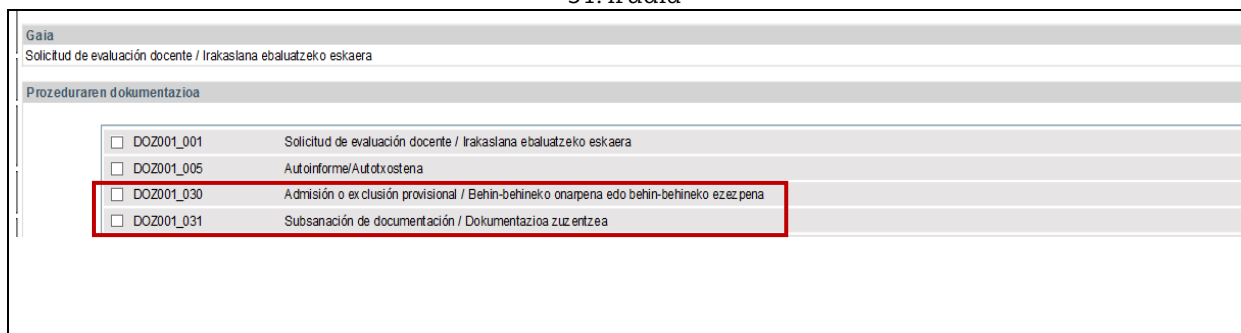 31. irudia
Gaia
Solicitud de evaluación docente / Irakaslana ebaluatzeko eskaera
Prozeduraren dokumentazioa
DOZ001_001 Solicitud de evaluación docente / Irakaslana ebaluatzeko eskaera
DOZ001_005 Autoinforme/Autotxostena
DOZ001_030 Admisión o exclusión provisional / Behin-behineko onarpena edo behin-behineko ezezpena
DOZ001_031 Subsanación de documentación / Dokumentazioa zuzentzea